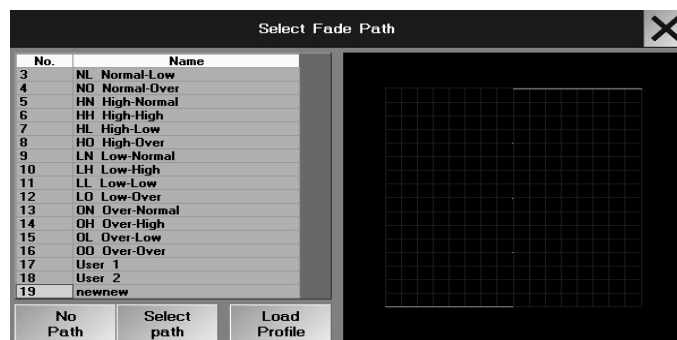 Select Fade Path
No. Name
3 NL Normal-Low
4 NO Normal-Over
5 HN High-Normal
6 HH High-High
7 HL High-Low
8 HO High-Over
9 LN Low-Normal
10 LH Low-High
11 LL Low-Low
12 LO Low-Over
13 ON Over-Normal
14 OH Over-High
15 OL Over-Low
16 OO Over-Over
17 User 1
18 User 2
19 newnew
No Path
Select path
Load Profile